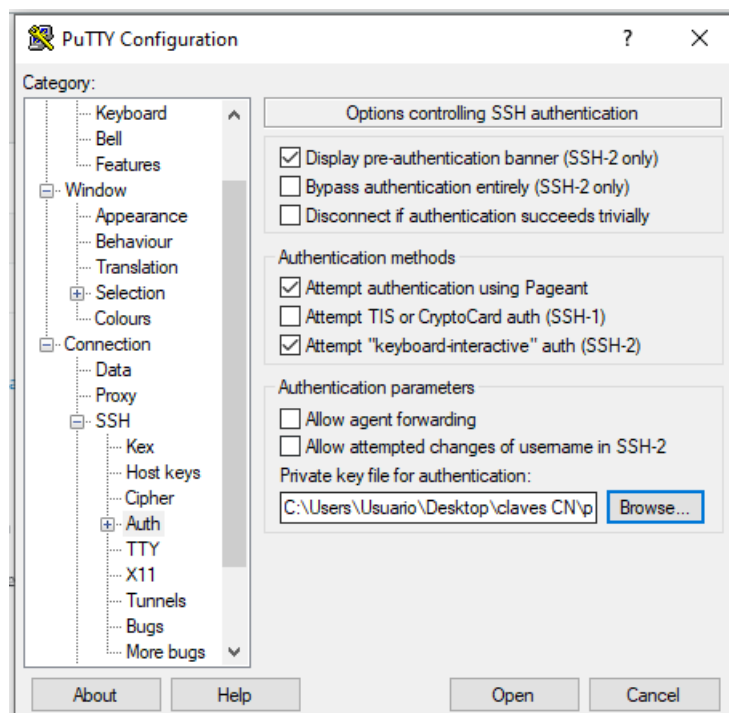 PuTTY Configuration
?
Category:
Keyboard
Bell
Features
Window
Appearance
Behaviour
Translation
Selection
Colours
Connection
Data
Proxy
SSH
Kex
Host keys
Cipher
Auth
TTY
X11
Tunnels
Bugs
More bugs
Options controlling SSH authentication
Display pre-authentication banner (SSH-2 only)
Bypass authentication entirely (SSH-2 only)
Disconnect if authentication succeeds trivially
Authentication methods
Attempt authentication using Pageant
Attempt TIS or CryptoCard auth (SSH-1)
Attempt "keyboard-interactive" auth (SSH-2)
Authentication parameters
Allow agent forwarding
Allow attempted changes of username in SSH-2
Private key file for authentication:
C:\Users\Usuario\Desktop\claves CN\p
Browse...
About
Help
Open
Cancel